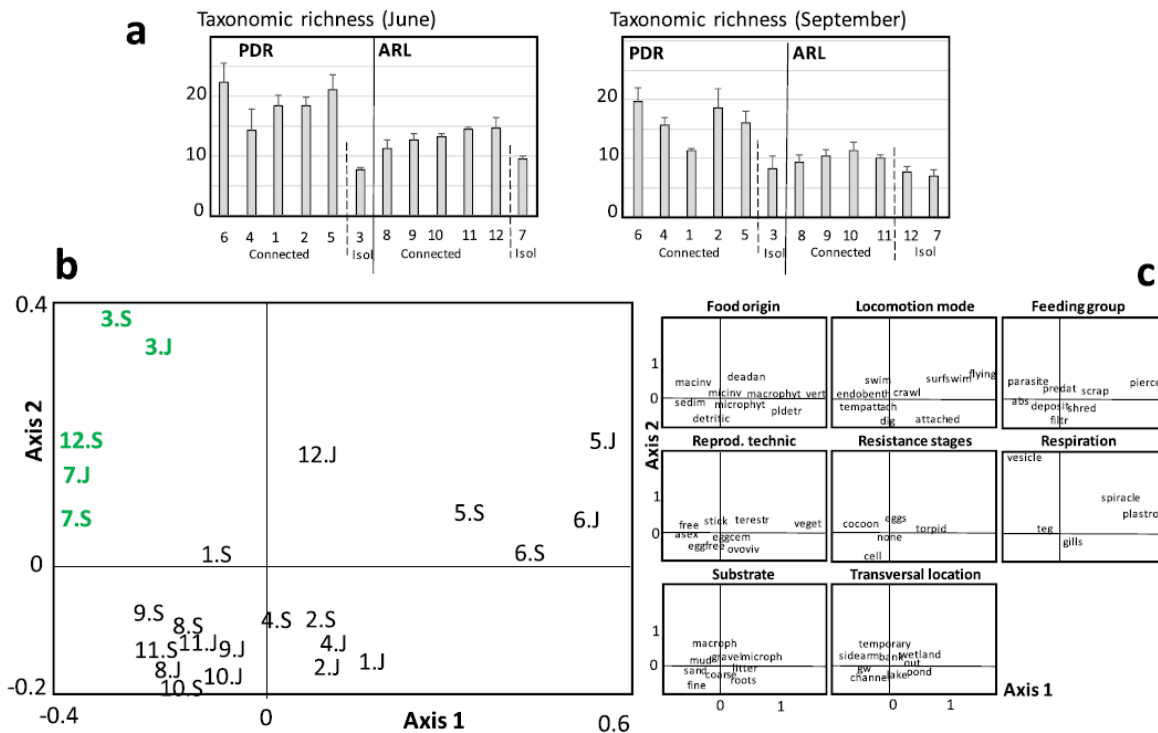 a
Taxonomic richness (June)
PDR ARL
20
10
0
6 4 1 2 5 3 8 9 10 11 12 7
Connected Isol Connected Isol
Taxonomic richness (September)
PDR ARL
20
10
0
6 4 1 2 5 3 8 9 10 11 12 7
Connected Isol Connected Isol
b
0.4
3.S
3.J
12.S
7.J
7.S
12.J
5.J
5.S
6.J
1.S
6.S
0
9.S
8.S
4.S
2.S
11.S
11.J
9.J
4.J
8.J
10.J
2.J
1.J
10.S
-0.2
-0.4 0 0.6
Axis 1
Axis 2
c
Food origin
macinv
deadan
micinv
macrophyt
vert
sedim
microphyt
pldetr
detritic
Locomotion mode
swim
surfswim
flying
endobenth
crawl
tempattach
dig
attached
Feeding group
parasite
predat
scrap
pierce
abs
deposit
shred
filtr
Reprod. technic
free
stick
terestr
veget
asex
eggcem
eggfree
ovoviv
Resistance stages
cocoon
eggs
none
torpid
cell
Respiration
vesicle
spiracle
plastro
teg
gills
Substrate
macroph
gravel
microph
mud
sand
litter
coarse
fine
roots
Transversal location
temporary
sidearm
bank
wetland
out
gw
pond
channel
lake
1
0
1
0
1
0
Axis 2
0 1
0 1
Axis 1